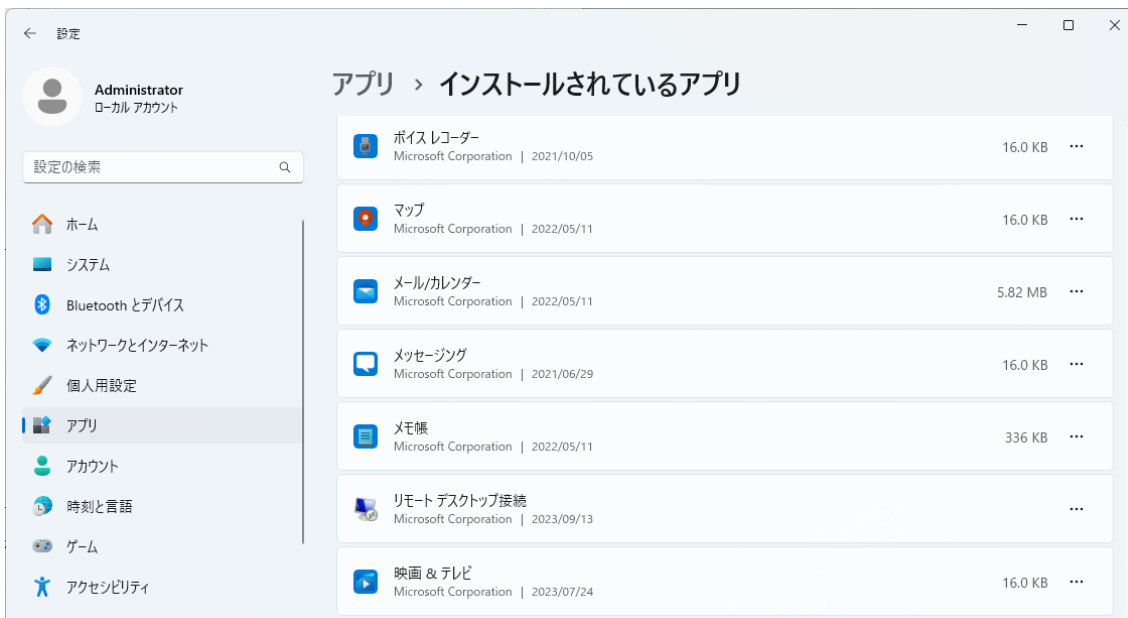 設定
Administrator
ローカル アカウント
設定の検索
ホーム
システム
Bluetooth とデバイス
ネットワークとインターネット
個人用設定
アプリ
アカウント
時刻と言語
ゲーム
アクセシビリティ
アプリ › インストールされているアプリ
ボイス レコーダー
Microsoft Corporation | 2021/10/05
16.0 KB
マップ
Microsoft Corporation | 2022/05/11
16.0 KB
メール/カレンダー
Microsoft Corporation | 2022/05/11
5.82 MB
メッセージング
Microsoft Corporation | 2021/06/29
16.0 KB
メモ帳
Microsoft Corporation | 2022/05/11
336 KB
リモート デスクトップ接続
Microsoft Corporation | 2023/09/13
映画 & テレビ
Microsoft Corporation | 2023/07/24
16.0 KB